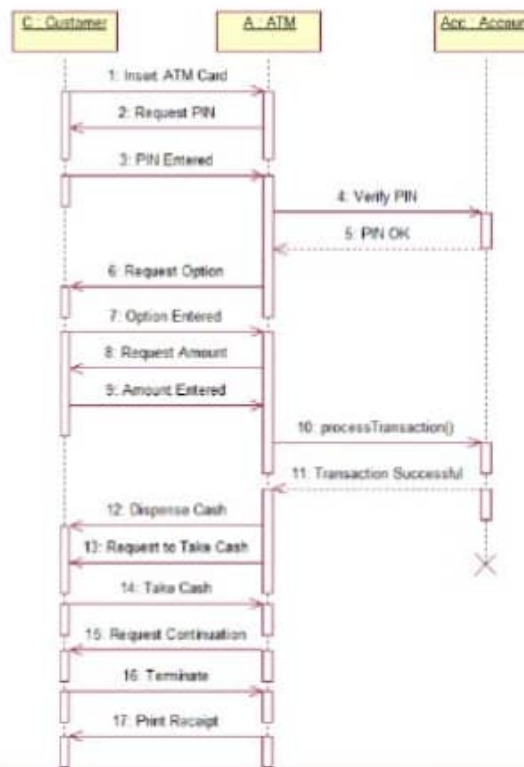 C : Customer
A : ATM
Acc : Accoun
1: Insert ATM Card
2: Request PIN
3: PIN Entered
4: Verify PIN
5: PIN OK
6: Request Option
7: Option Entered
8: Request Amount
9: Amount Entered
10: processTransaction()
11: Transaction Successful
12: Dispense Cash
13: Request to Take Cash
14: Take Cash
15: Request Continuation
16: Terminate
17: Print Receipt